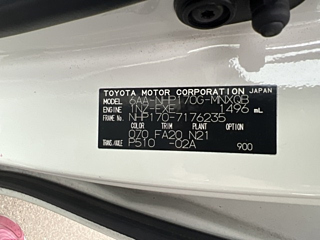 TOYOTA MOTOR CORPORATION JAPAN
MODEL 6AA-NHP170G-MNXQB
ENGINE 1NZ-FXE 1496 mL
FRAME No. NHP170-7176235
COLOR TRIM PLANT OPTION
070 FA20 N21
TRANS/AXLE P510 -02A 900